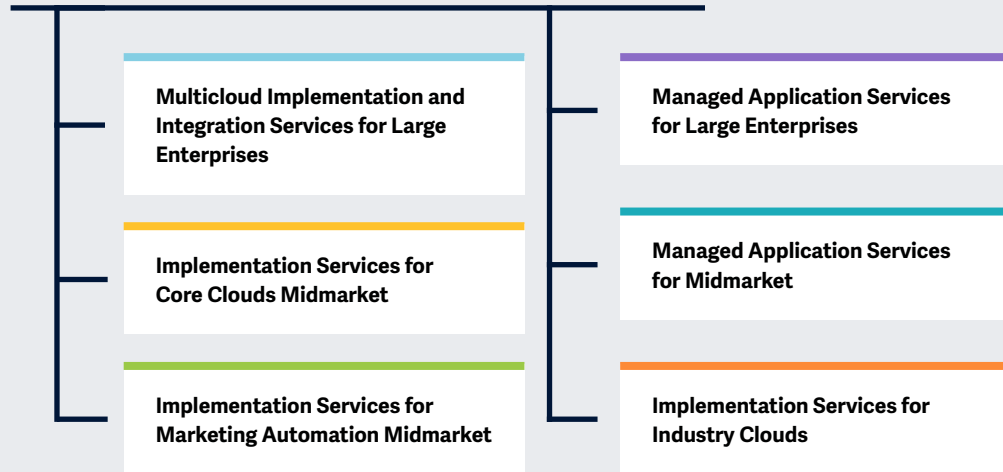 Multicloud Implementation and
Integration Services for Large
Enterprises
Implementation Services for
Core Clouds Midmarket
Implementation Services for
Marketing Automation Midmarket
Managed Application Services
for Large Enterprises
Managed Application Services
for Midmarket
Implementation Services for
Industry Clouds